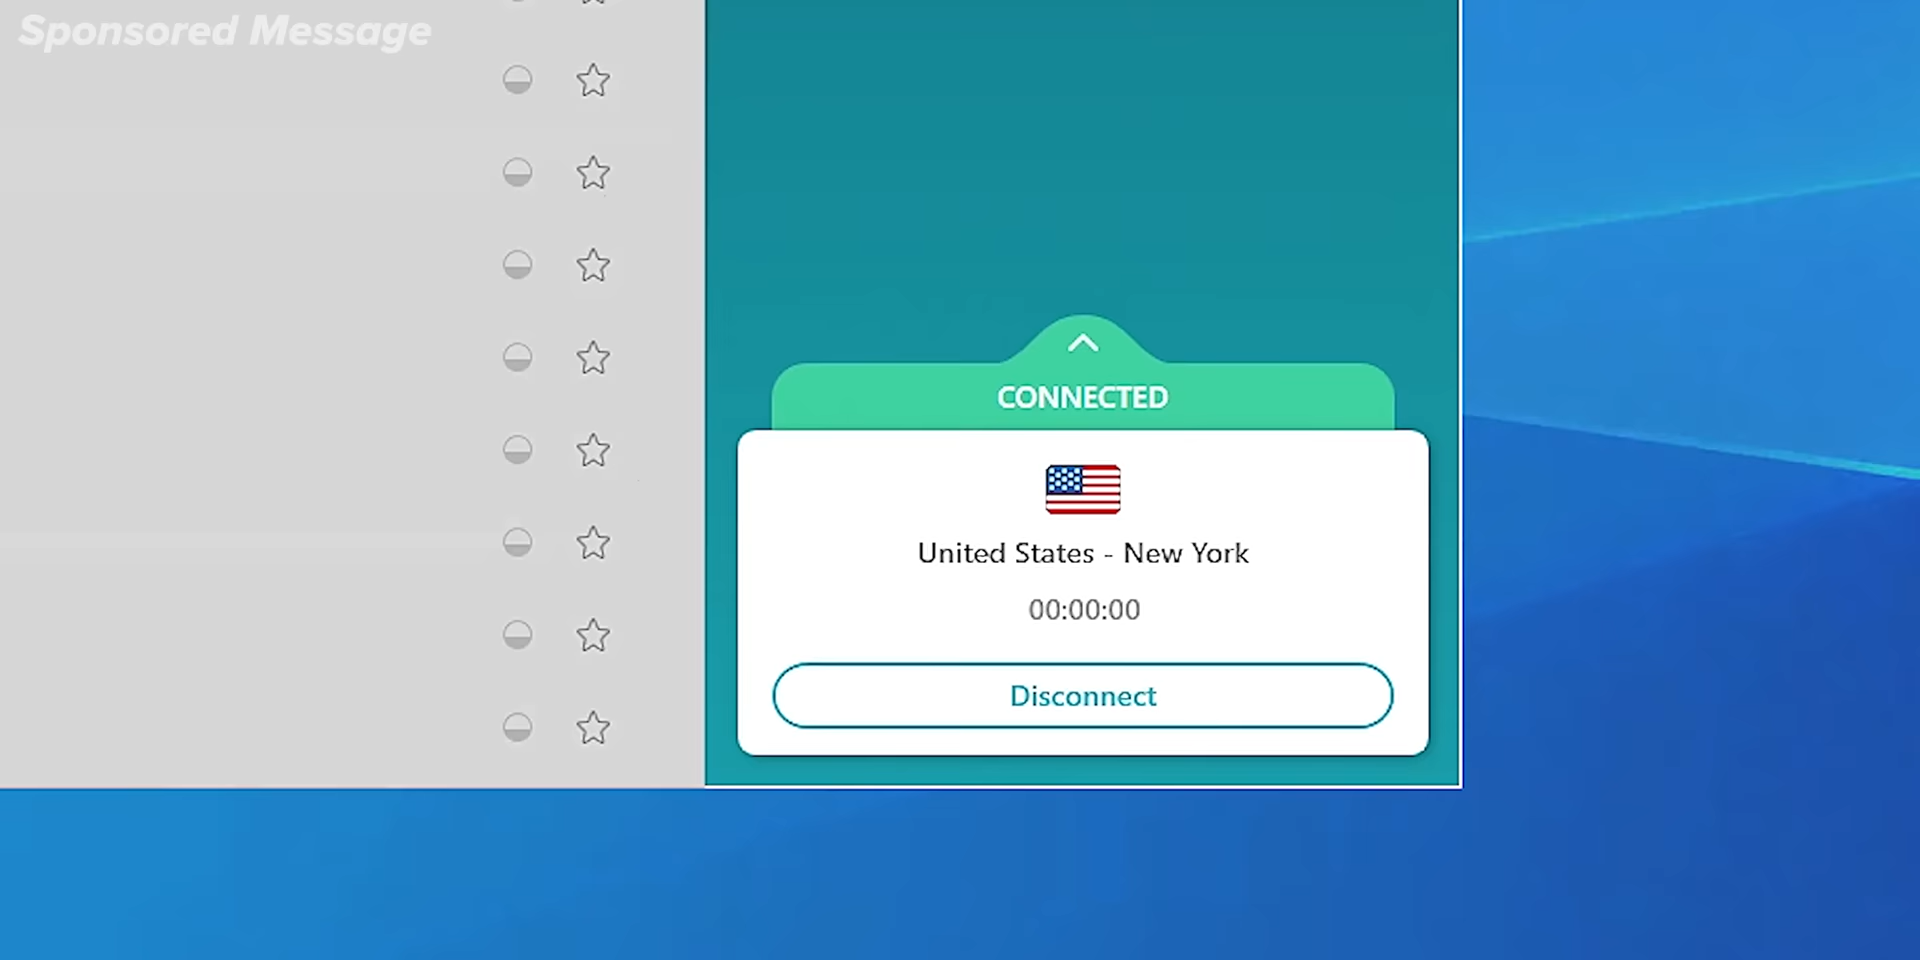 Sponsored Message
CONNECTED
United States - New York
00:00:00
Disconnect